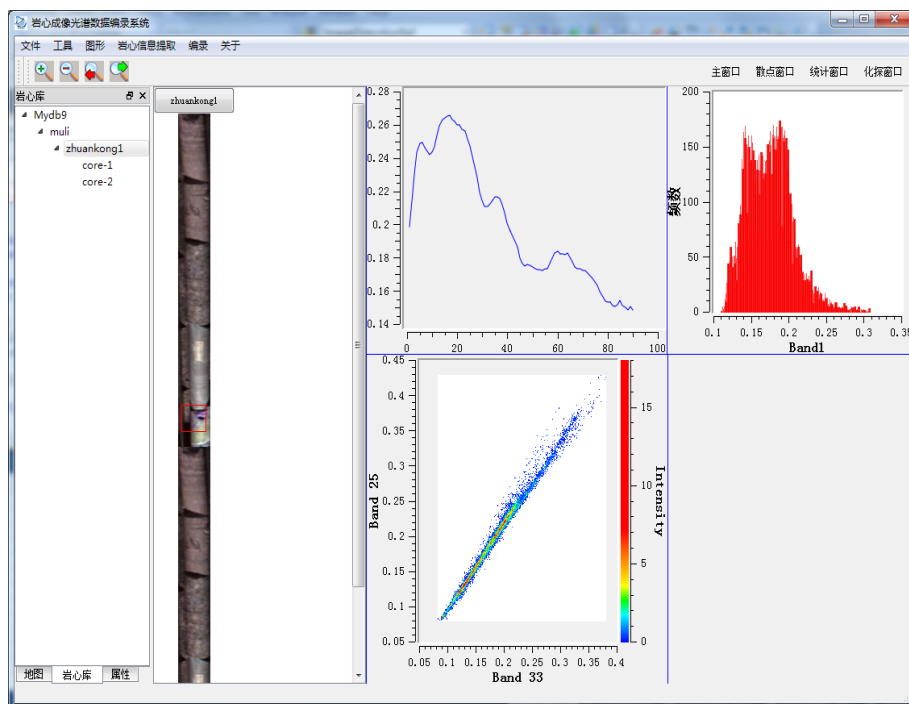 岩心成像光谱数据编录系统
文件 工具 图形 岩心信息提取 编录 关于
主窗口 散点窗口 统计窗口 化探窗口
岩心库
Mydb9
muli
zhuankong1
core-1
core-2
地图 岩心库 属性
zhuankong1
0.28
0.26
0.24
0.22
0.2
0.18
0.16
0.14
0 20 40 60 80 100
频数
200
150
100
50
0
0.1 0.15 0.2 0.25 0.3 0.35
Band1
Band 25
0.45
0.4
0.35
0.3
0.25
0.2
0.15
0.1
0.05
0.05 0.1 0.15 0.2 0.25 0.3 0.35 0.4
Band 33
15
10
5
0
Intensity